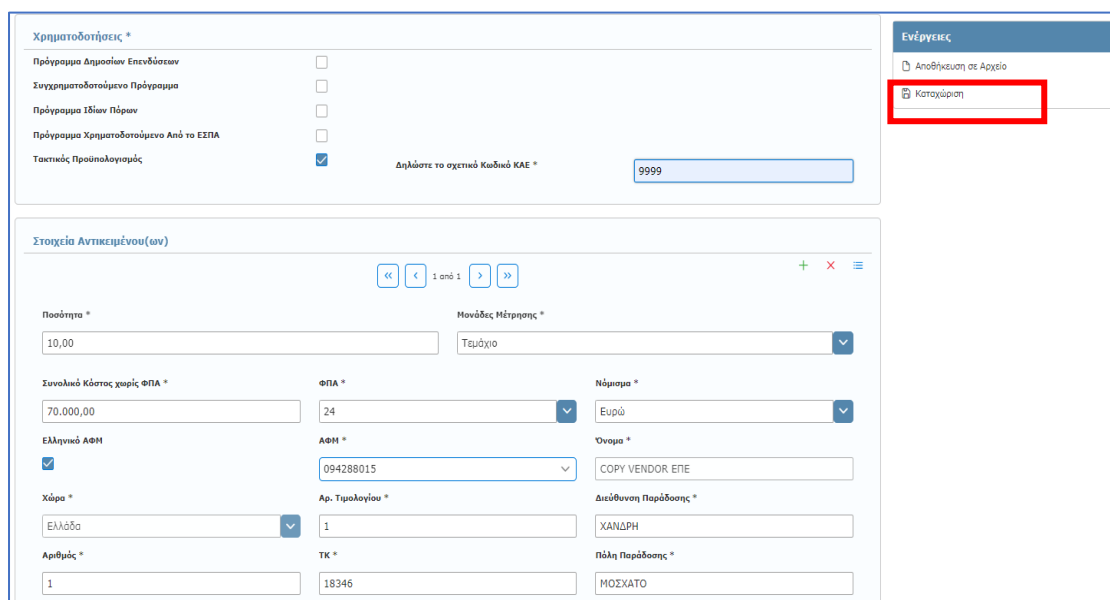 Χρηματοδοτήσεις *
Πρόγραμμα Δημοσίων Επενδύσεων
Συγχρηματοδοτούμενο Πρόγραμμα
Πρόγραμμα Ιδίων Πόρων
Πρόγραμμα Χρηματοδοτούμενο Από το ΕΣΠΑ
Τακτικός Προϋπολογισμός
Δηλώστε το σχετικό Κωδικό ΚΑΕ *
9999
Ενέργειες
Αποθήκευση σε Αρχείο
Καταχώριση
Στοιχεία Αντικειμένου(ων)
1 από 1
Ποσότητα * Μονάδες Μέτρησης *
10,00 Τεμάχιο
Συνολικό Κόστος χωρίς ΦΠΑ * ΦΠΑ * Νόμισμα *
70.000,00 24 Ευρώ
Ελληνικό ΑΦΜ ΑΦΜ * Όνομα *
094288015 COPY VENDOR ΕΠΕ
Χώρα * Αρ. Τιμολογίου * Διεύθυνση Παράδοσης *
Ελλάδα 1 ΧΑΝΔΡΗ
Αριθμός * ΤΚ * Πόλη Παράδοσης *
1 18346 ΜΟΣΧΑΤΟ